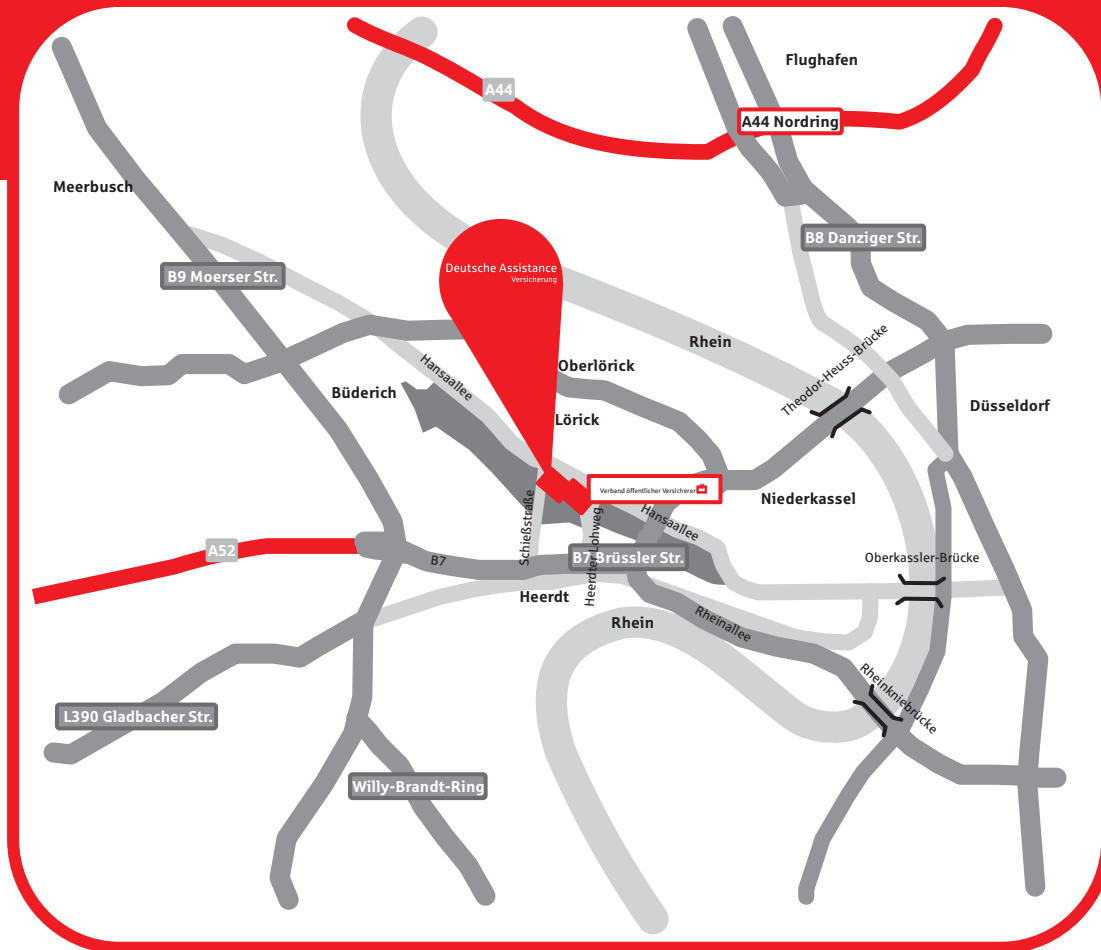 Flughafen
A44
A44 Nordring
Meerbusch
B8 Danziger Str.
B9 Moerser Str.
Deutsche Assistance
Versicherung
Rhein
Theodor-Heuss-Brücke
Oberlörick
Hansaallee
Büderich
Düsseldorf
Lörick
Verband öffentlicher Versicherer
Niederkassel
Schießstraße
Heerdter Lohweg
Hansaallee
A52
B7
B7 Brüssler Str.
Oberkassler-Brücke
Heerdt
Rhein
Rheinallee
Rheinkniebrücke
L390 Gladbacher Str.
Willy-Brandt-Ring